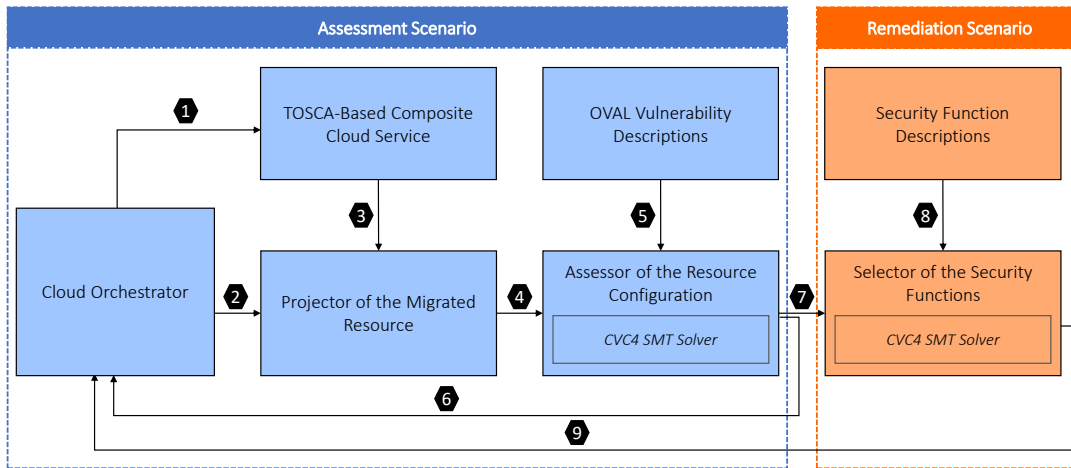 Assessment Scenario
Remediation Scenario
1
TOSCA-Based Composite
Cloud Service
OVAL Vulnerability
Descriptions
Security Function
Descriptions
3
5
8
Cloud Orchestrator
2
Projector of the Migrated
Resource
4
Assessor of the Resource
Configuration
CVC4 SMT Solver
7
Selector of the Security
Functions
CVC4 SMT Solver
6
9